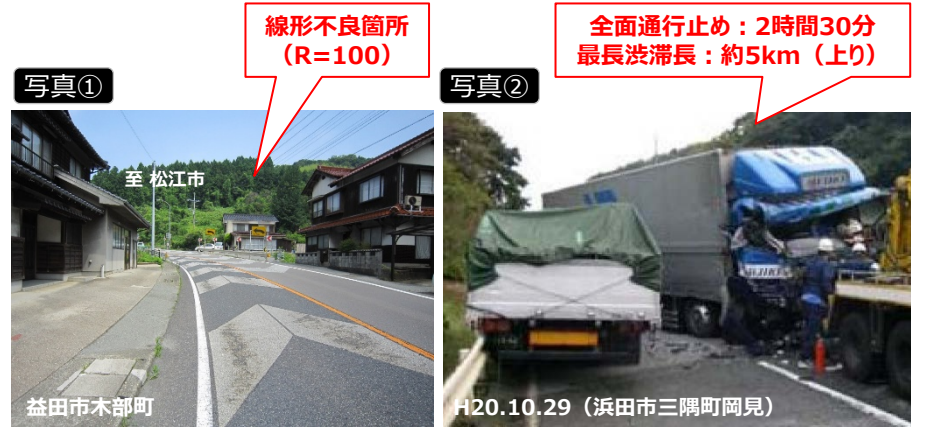 線形不良箇所
（R=100）
全面通行止め：2時間30分
最長渋滞長：約5km（上り）
写真①
写真②
至 松江市
益田市木部町
H20.10.29（浜田市三隅町岡見）